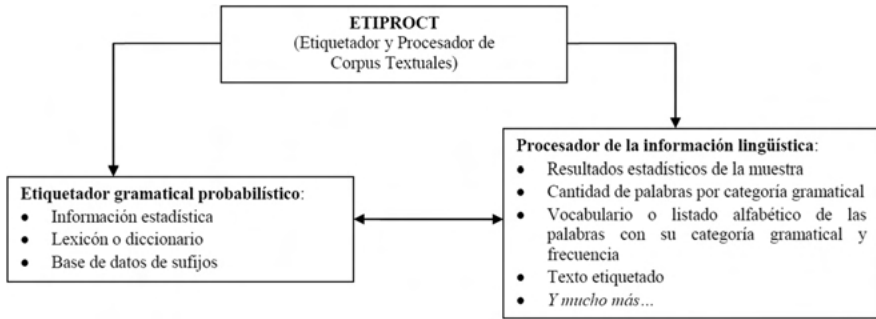 ETIPROCT
(Etiquetador y Procesador de
Corpus Textuales)
Etiquetador gramatical probabilístico:
• Información estadística
• Lexicón o diccionario
• Base de datos de sufijos
Procesador de la información lingüística:
• Resultados estadísticos de la muestra
• Cantidad de palabras por categoría gramatical
• Vocabulario o listado alfabético de las
palabras con su categoría gramatical y
frecuencia
• Texto etiquetado
• Y mucho más…